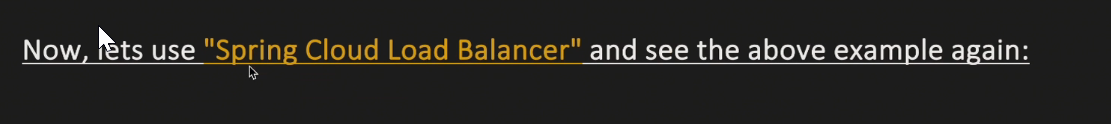 Now, lets use "Spring Cloud Load Balancer" and see the above example again: